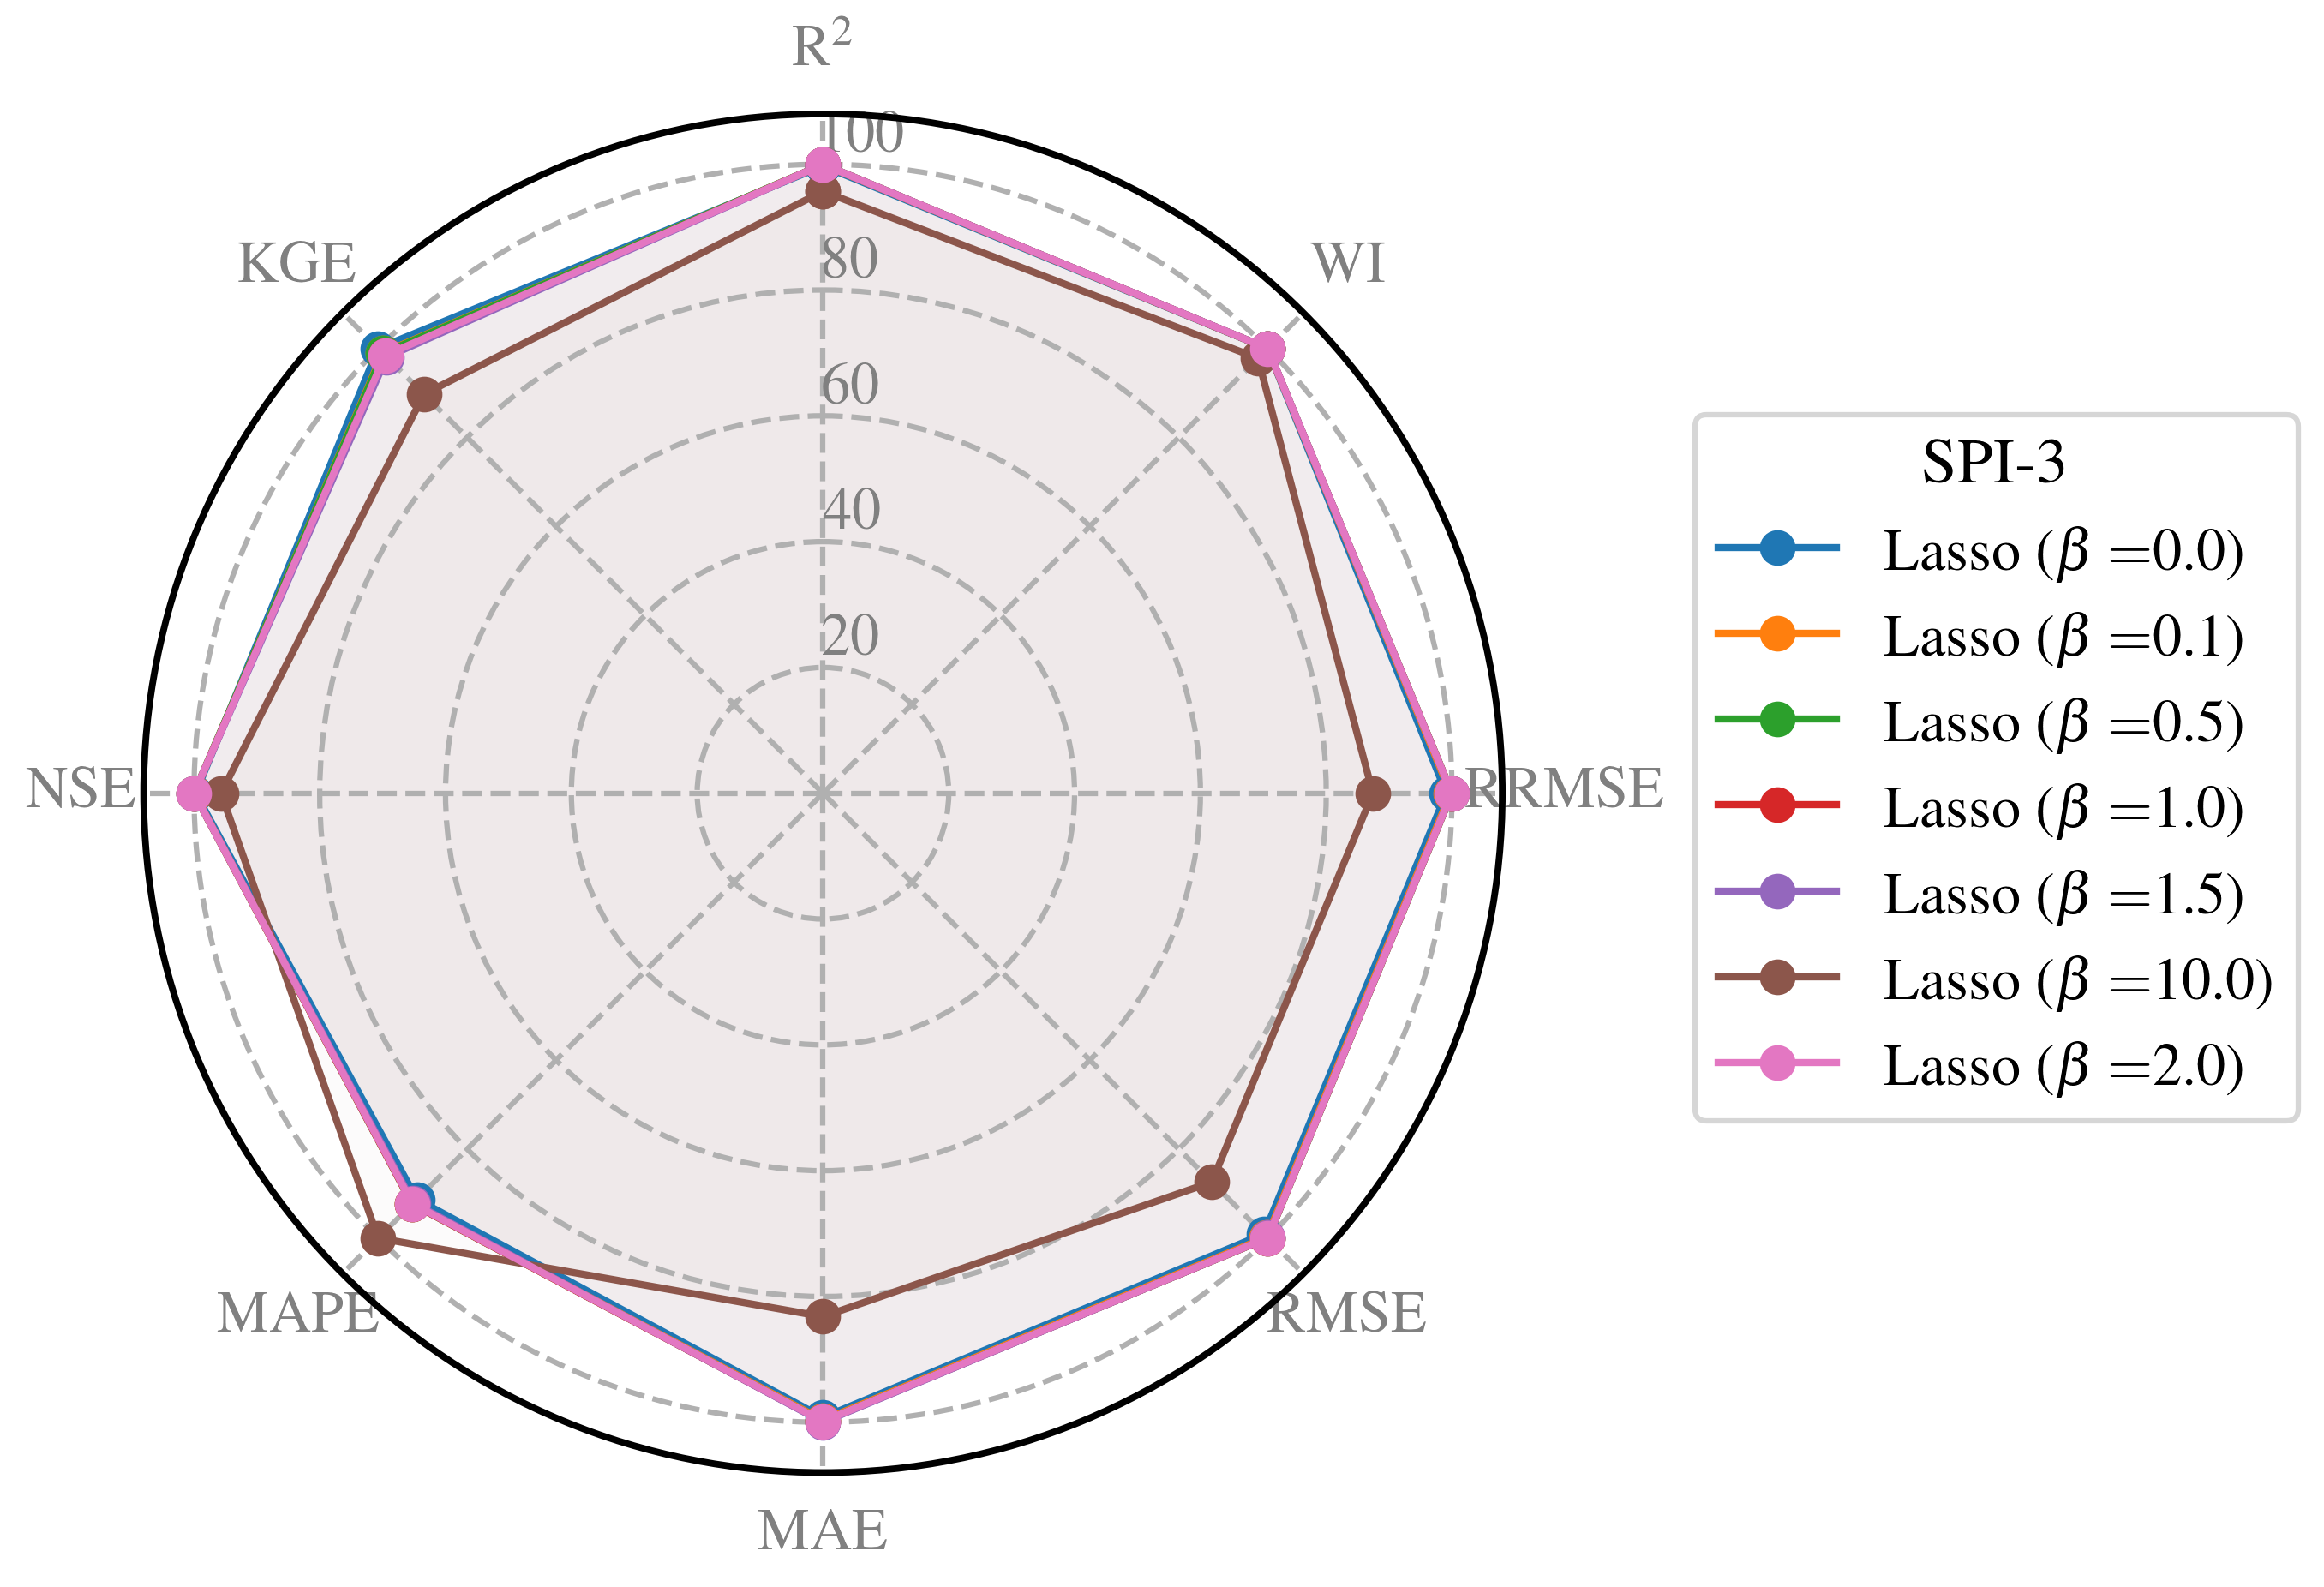 R²
100
KGE
WI
80
60
40
20
NSE
RRMSE
MAPE
RMSE
MAE
SPI-3
Lasso (β =0.0)
Lasso (β =0.1)
Lasso (β =0.5)
Lasso (β =1.0)
Lasso (β =1.5)
Lasso (β =10.0)
Lasso (β =2.0)